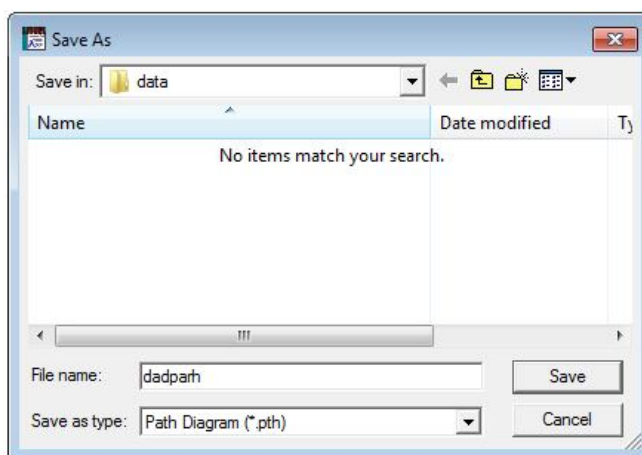 Save As
Save in: data
Name Date modified Ty
No items match your search.
File name: dadparh
Save
Save as type: Path Diagram (*.pth)
Cancel